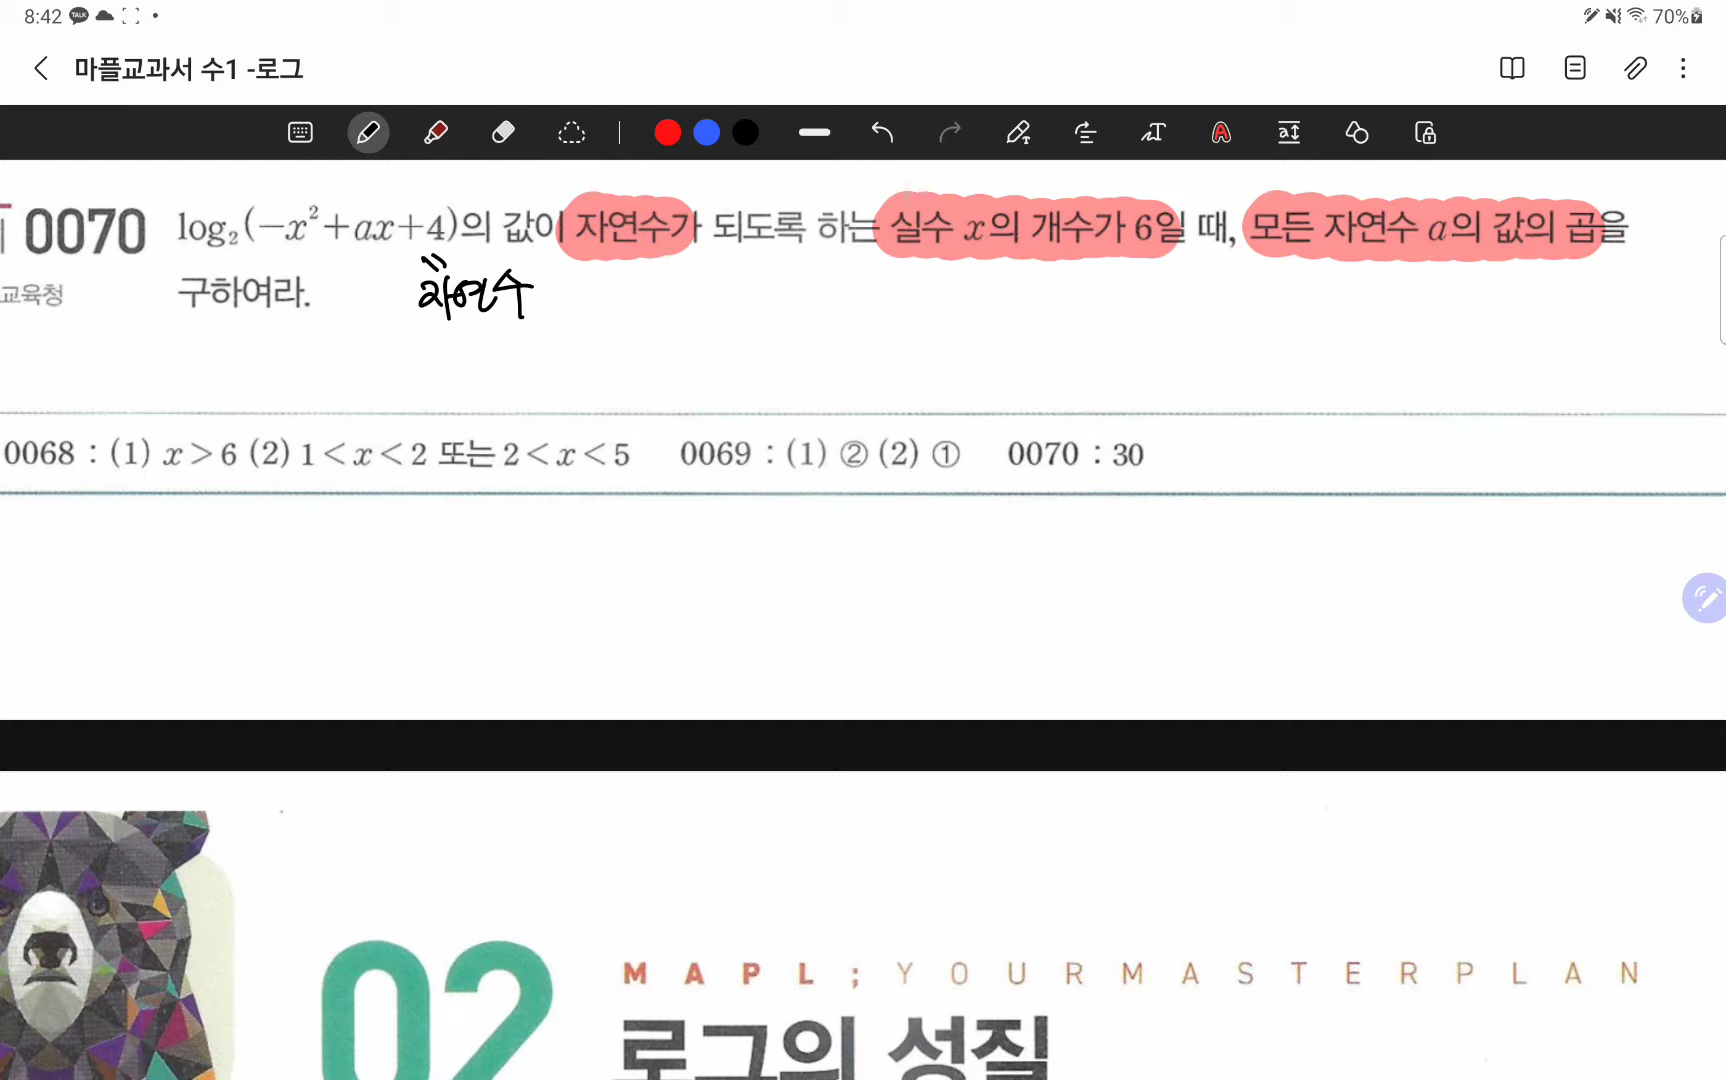 8:42 TALK
70%
마플교과서 수1 -로그
0070 log₂(−x²+ax+4)의 값이 자연수가 되도록 하는 실수 x의 개수가 6일 때, 모든 자연수 a의 값의 곱을
교육청 구하여라.
자연수
0068 : (1) x>6 (2) 1<x<2 또는 2<x<5 0069 : (1) ② (2) ① 0070 : 30
02
MAPL;YOURMASTERPLAN
로그의 성질